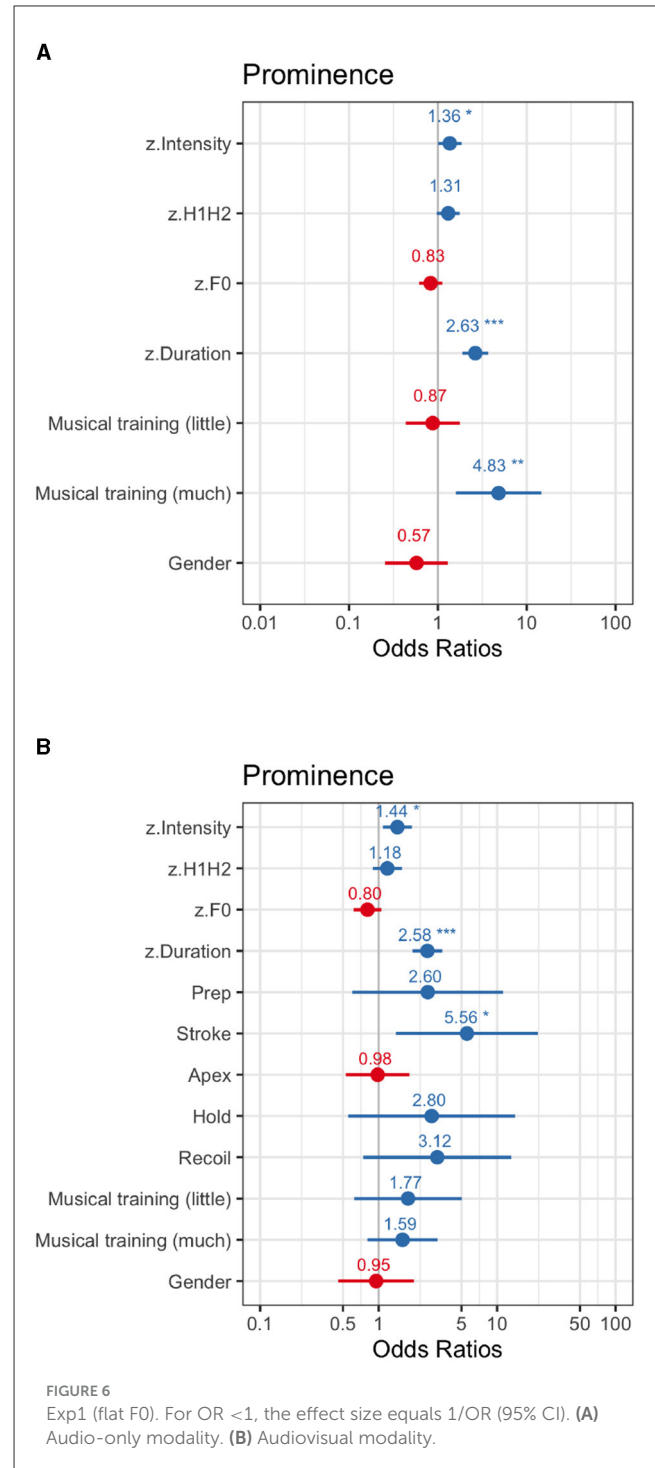 A
Prominence
1.36 *
z.Intensity
1.31
z.H1H2
0.83
z.F0
2.63 ***
z.Duration
0.87
Musical training (little)
4.83 **
Musical training (much)
0.57
Gender
0.01 0.1 1 10 100
Odds Ratios
B
Prominence
1.44 *
z.Intensity
1.18
z.H1H2
0.80
z.F0
2.58 ***
z.Duration
2.60
Prep
5.56 *
Stroke
0.98
Apex
2.80
Hold
3.12
Recoil
1.77
Musical training (little)
1.59
Musical training (much)
0.95
Gender
0.1 0.5 1 5 10 50 100
Odds Ratios
FIGURE 6
Exp1 (flat F0). For OR <1, the effect size equals 1/OR (95% CI). (A)
Audio-only modality. (B) Audiovisual modality.